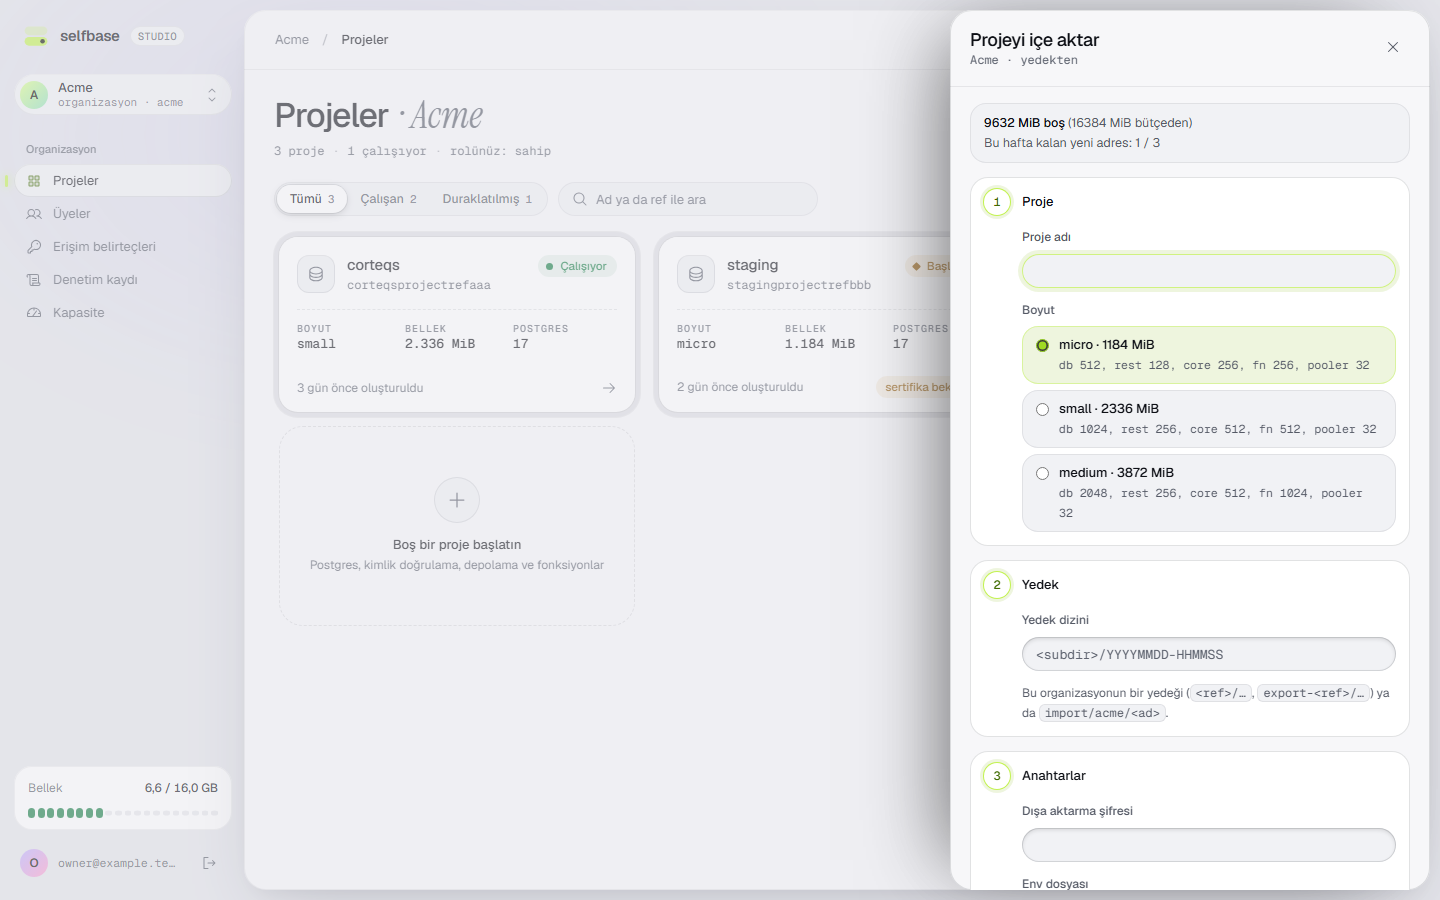 selfbase STUDIO
A
Acme
organizasyon · acme
Organizasyon
Projeler
Üyeler
Erişim belirteçleri
Denetim kaydı
Kapasite
Bellek 6,6 / 16,0 GB
O owner@example.te…
Acme / Projeler
Projeler · Acme
3 proje · 1 çalışıyor · rolünüz: sahip
Tümü 3 Çalışan 2 Duraklatılmış 1
Ad ya da ref ile ara
corteqs
corteqsprojectrefaaa
Çalışıyor
BOYUT BELLEK POSTGRES
small 2.336 MiB 17
3 gün önce oluşturuldu
staging
stagingprojectrefbbb
Başl
BOYUT BELLEK POSTGRES
micro 1.184 MiB 17
2 gün önce oluşturuldu
sertifika bek
Boş bir proje başlatın
Postgres, kimlik doğrulama, depolama ve fonksiyonlar
Projeyi içe aktar
Acme · yedekten
9632 MiB boş (16384 MiB bütçeden)
Bu hafta kalan yeni adres: 1 / 3
1 Proje
Proje adı
Boyut
micro · 1184 MiB
db 512, rest 128, core 256, fn 256, pooler 32
small · 2336 MiB
db 1024, rest 256, core 512, fn 512, pooler 32
medium · 3872 MiB
db 2048, rest 256, core 512, fn 1024, pooler
32
2 Yedek
Yedek dizini
<subdir>/YYYYMMDD-HHMMSS
Bu organizasyonun bir yedeği (<ref>/…, export-<ref>/…) ya
da import/acme/<ad>.
3 Anahtarlar
Dışa aktarma şifresi
Env dosyası